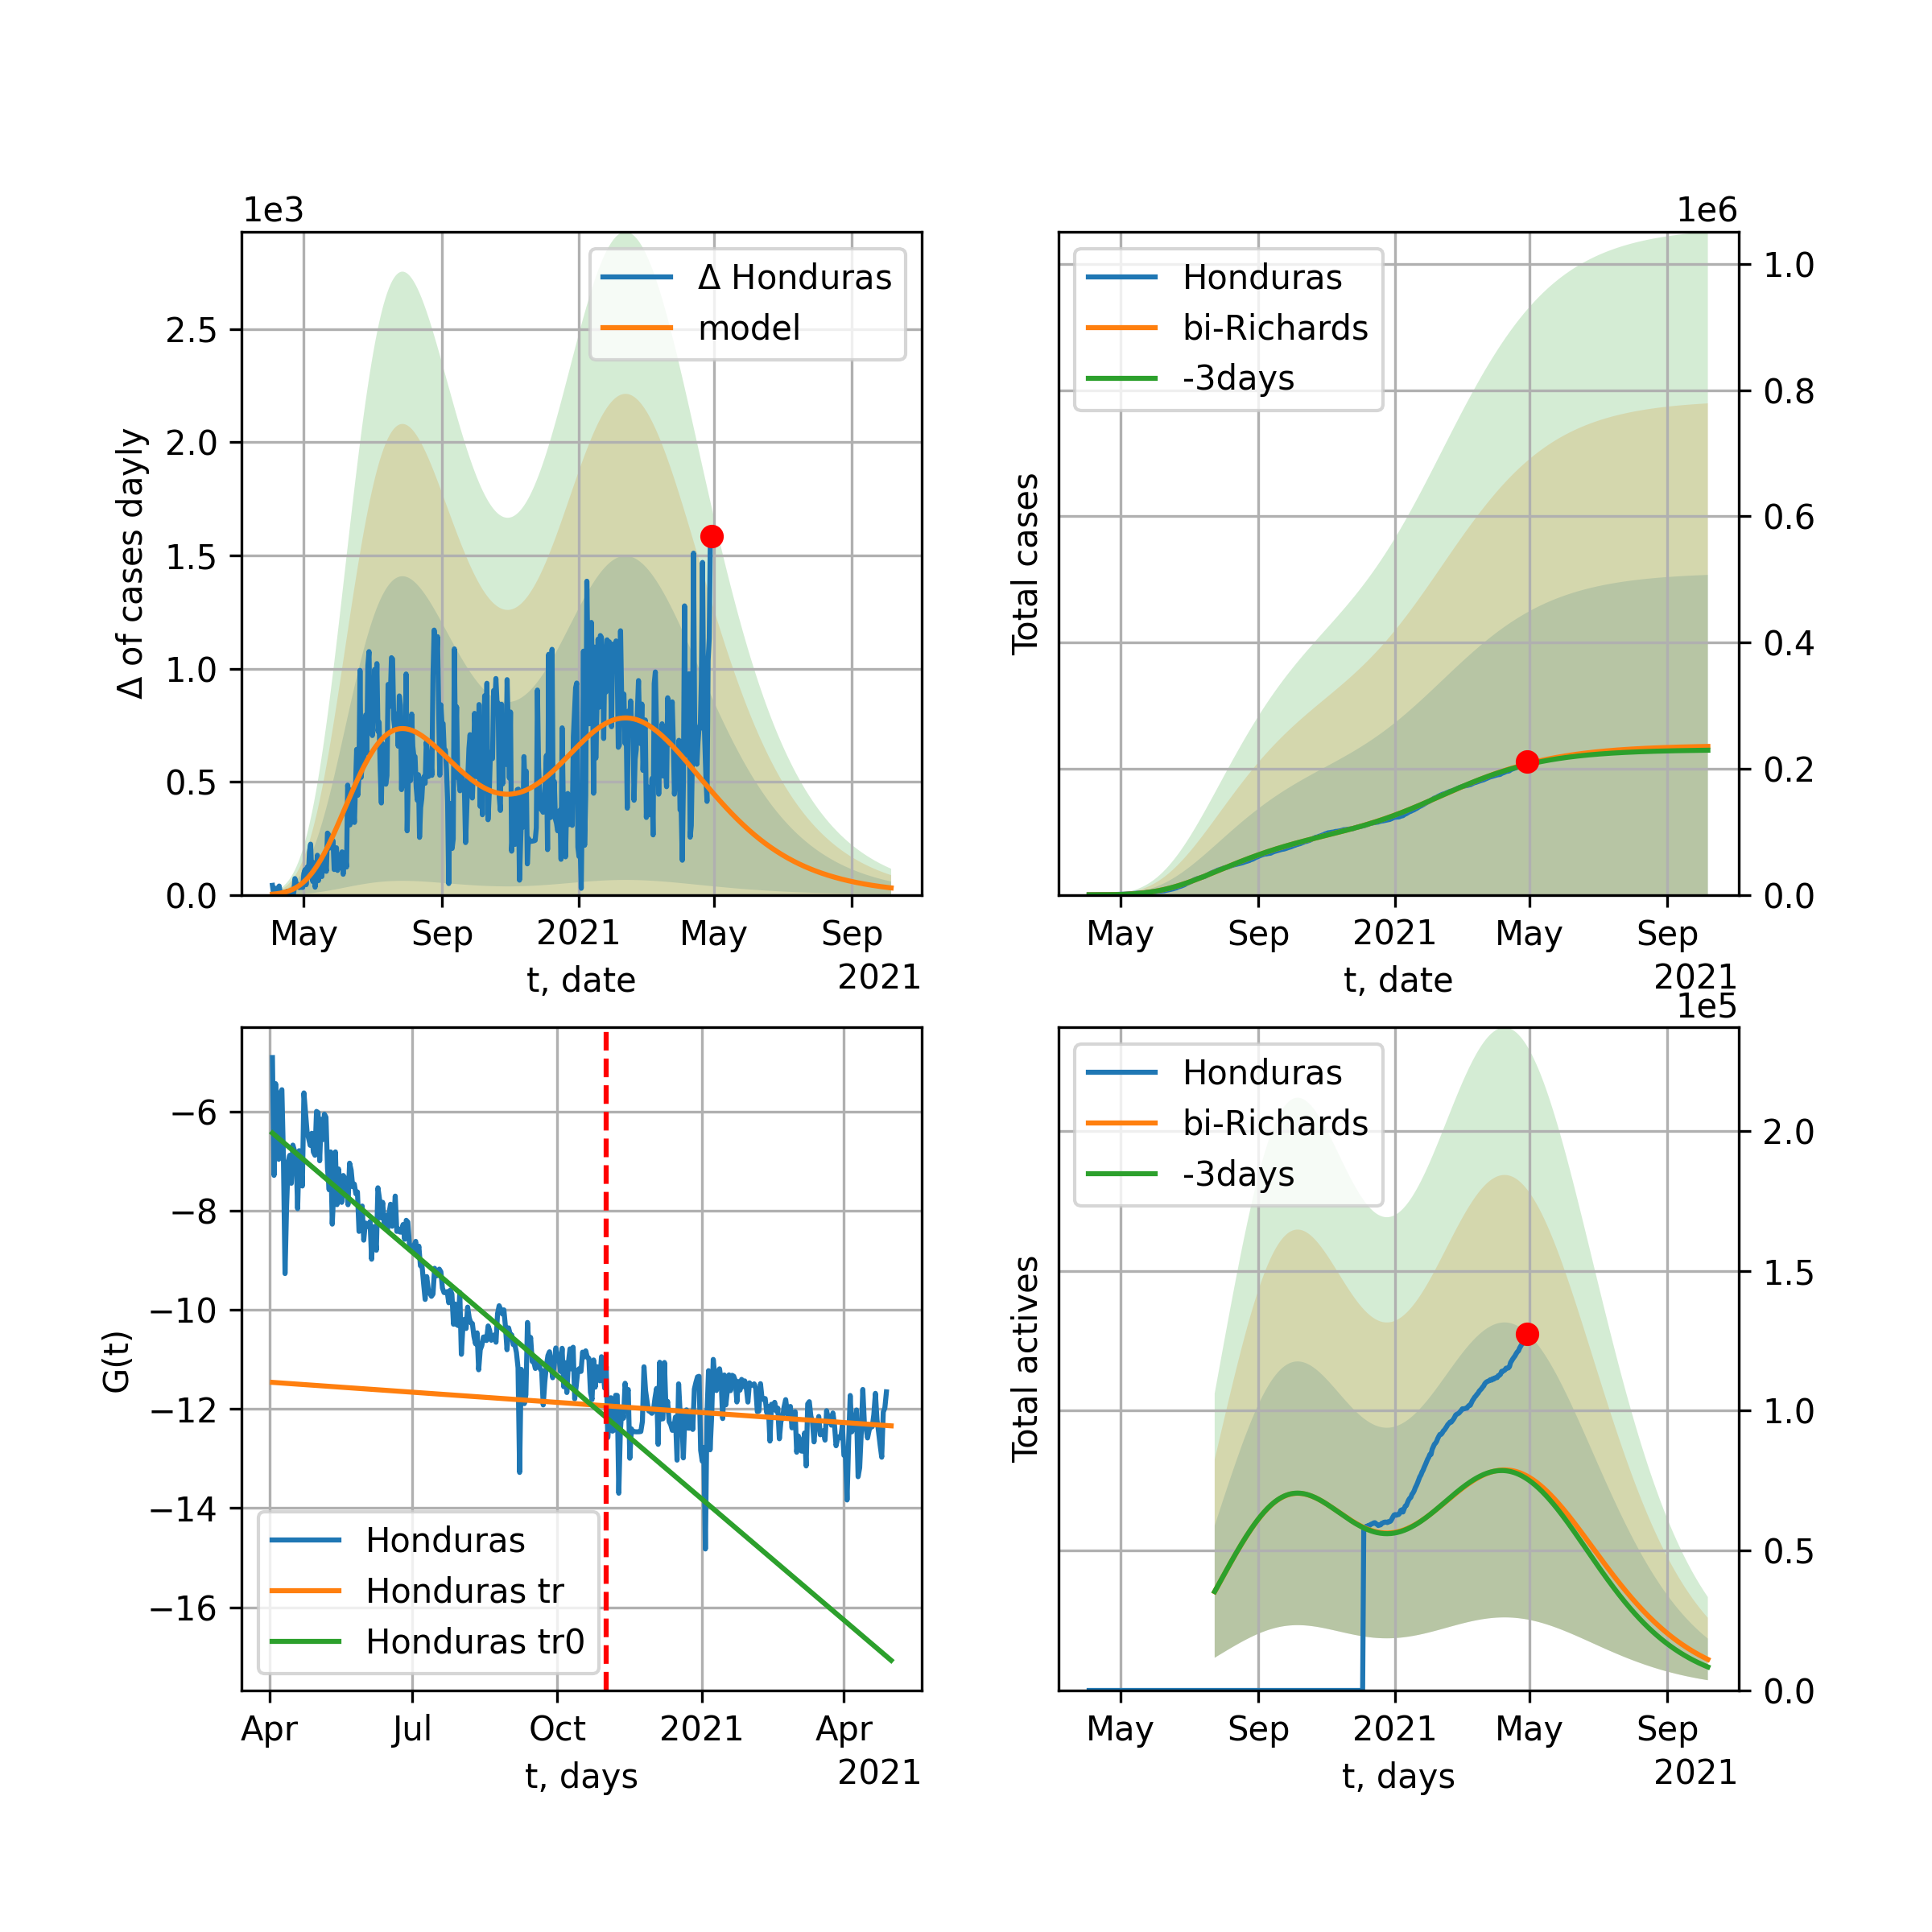 1e3
Δ of cases dayly
2.5
2.0
1.5
1.0
0.5
0.0
Δ Honduras
model
May Sep 2021 May Sep
t, date
2021
1e6
Total cases
Honduras
bi-Richards
-3days
1.0
0.8
0.6
0.4
0.2
0.0
May Sep 2021 May Sep
t, date
2021
G(t)
−6
−8
−10
−12
−14
−16
Honduras
Honduras tr
Honduras tr0
Apr Jul Oct 2021 Apr
t, days
2021
1e5
Total actives
Honduras
bi-Richards
-3days
2.0
1.5
1.0
0.5
0.0
May Sep 2021 May Sep
t, days
2021